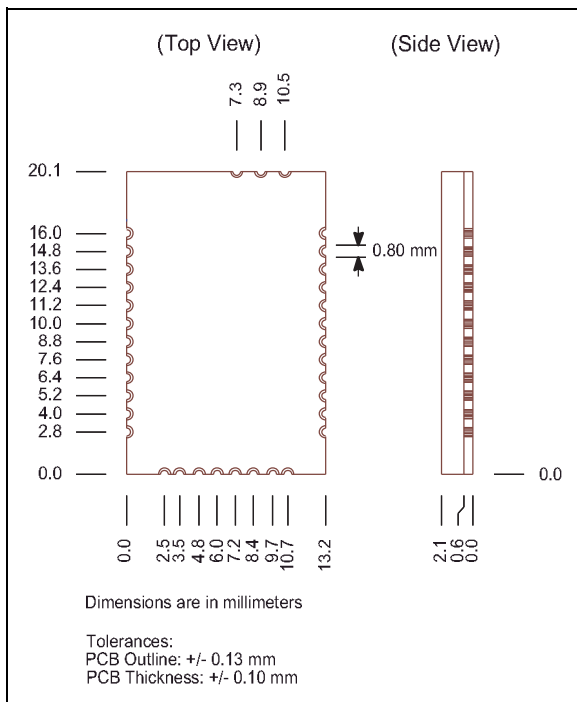 (Top View) (Side View)
7.3 8.9 10.5
20.1
16.0
14.8
0.80 mm
13.6
12.4
11.2
10.0
8.8
7.6
6.4
5.2
4.0
2.8
0.0 0.0
0.0 2.5 3.5 4.8 6.0 7.2 8.4 9.7 10.7 13.2 2.1 0.6 0.0
Dimensions are in millimeters
Tolerances:
PCB Outline: +/- 0.13 mm
PCB Thickness: +/- 0.10 mm